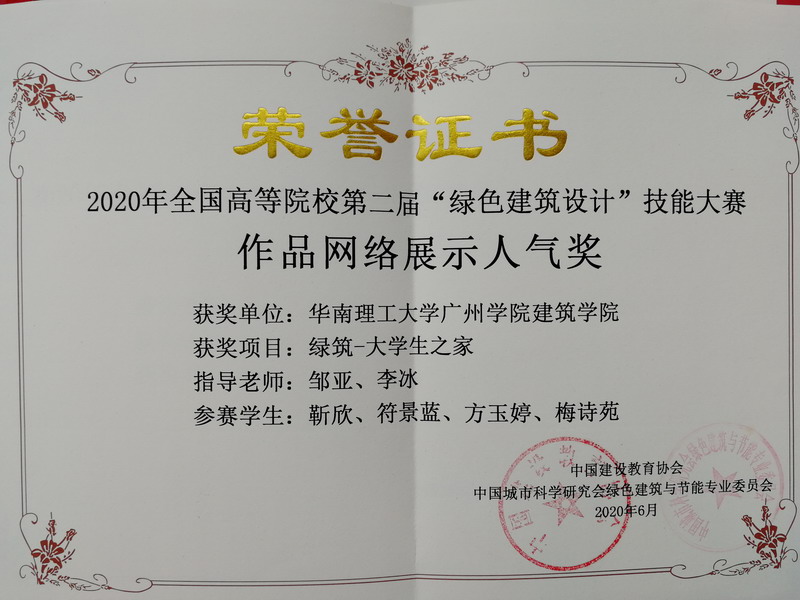 荣誉证书
2020年全国高等院校第二届“绿色建筑设计”技能大赛
作品网络展示人气奖
获奖单位：华南理工大学广州学院建筑学院
获奖项目：绿筑-大学生之家
指导老师：邹亚、李冰
参赛学生：靳欣、符景蓝、方玉婷、梅诗苑
中国建设教育协会
中国城市科学研究会绿色建筑与节能专业委员会
2020年6月